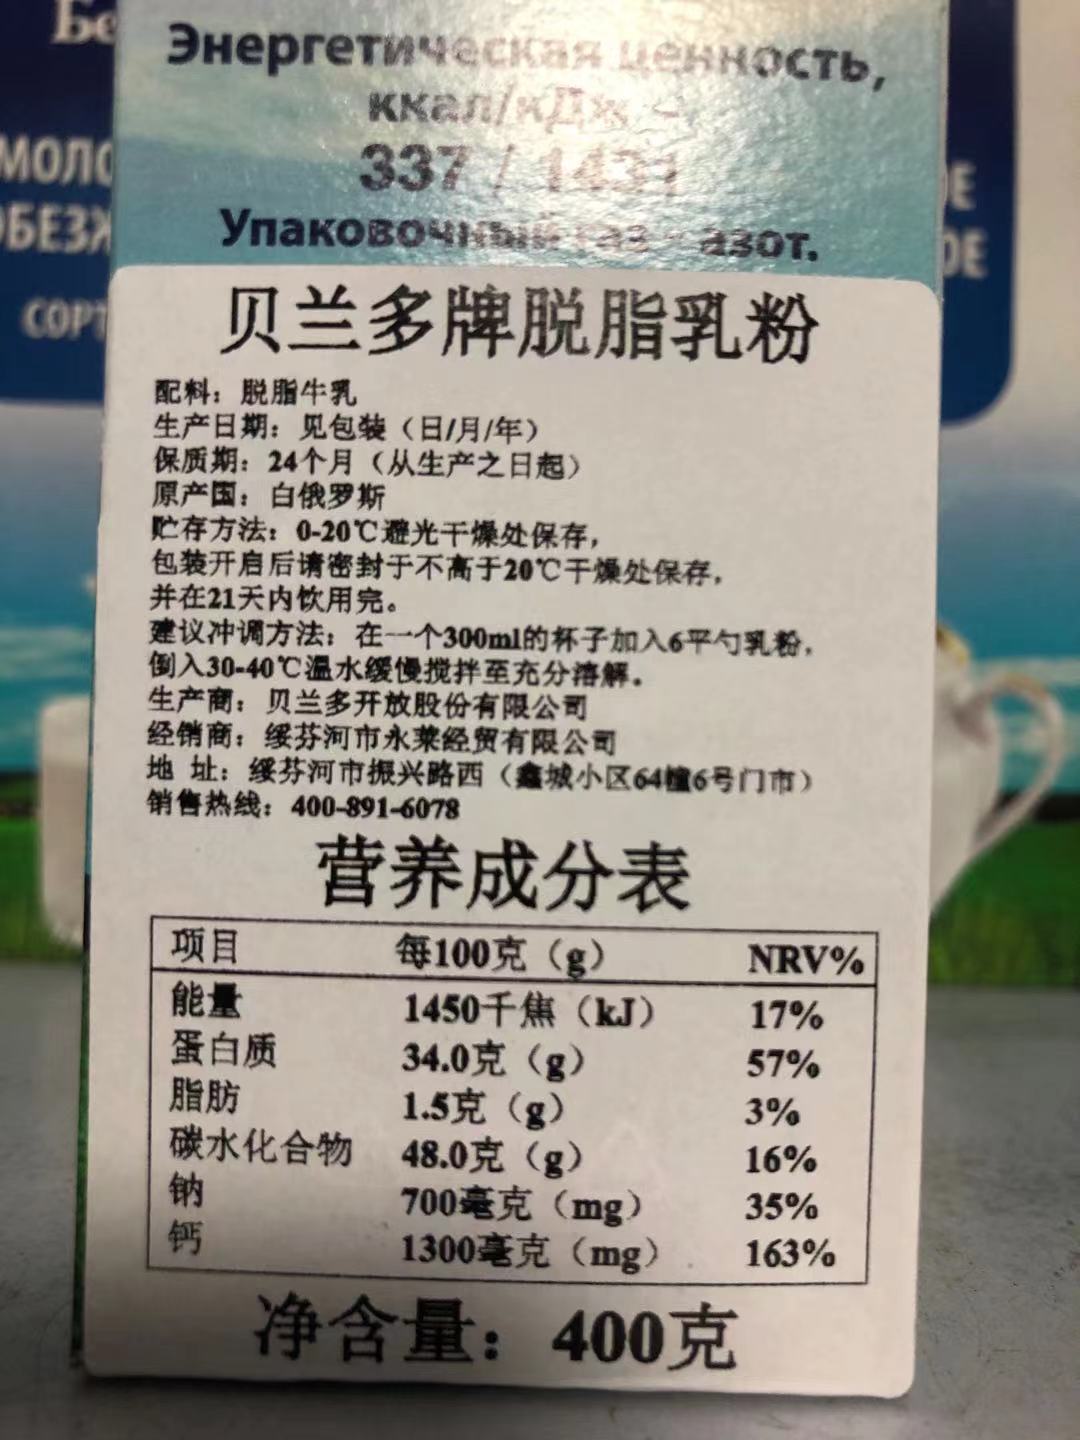 Бе
Энергетическая ценность,
ккал/кДж –
337 / 1431
Упаковочный газ – азот.
МОЛО
ОБЕЗЖ
СОРТ
ОЕ
ОЕ
贝兰多牌脱脂乳粉
配料：脱脂牛乳
生产日期：见包装（日/月/年）
保质期：24个月（从生产之日起）
原产国：白俄罗斯
贮存方法：0-20℃避光干燥处保存，
包装开启后请密封于不高于20℃干燥处保存，
并在21天内饮用完。
建议冲调方法：在一个300ml的杯子加入6平勺乳粉，
倒入30-40℃温水缓慢搅拌至充分溶解。
生产商：贝兰多开放股份有限公司
经销商：绥芬河市永莱经贸有限公司
地 址：绥芬河市振兴路西（鑫城小区64幢6号门市）
销售热线：400-891-6078
营养成分表
项目 每100克（g） NRV%
能量 1450千焦（kJ） 17%
蛋白质 34.0克（g） 57%
脂肪 1.5克（g） 3%
碳水化合物 48.0克（g） 16%
钠 700毫克（mg） 35%
钙 1300毫克（mg） 163%
净含量：400克